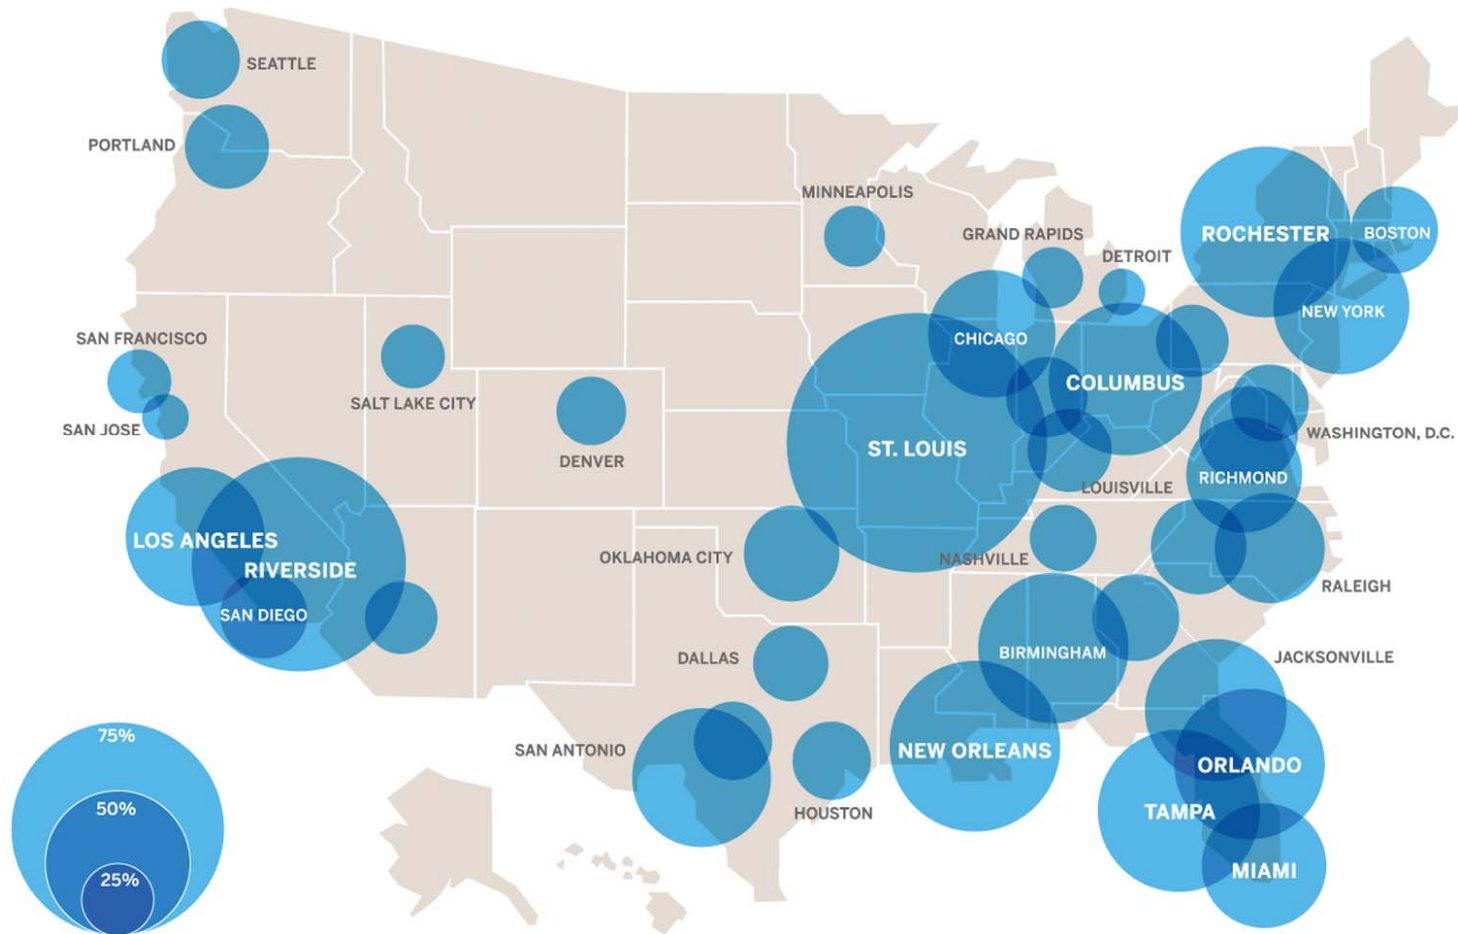 SEATTLE
PORTLAND
MINNEAPOLIS
GRAND RAPIDS
DETROIT
ROCHESTER
BOSTON
NEW YORK
SAN FRANCISCO
CHICAGO
COLUMBUS
SALT LAKE CITY
SAN JOSE
DENVER
ST. LOUIS
WASHINGTON, D.C.
RICHMOND
LOUISVILLE
LOS ANGELES
RIVERSIDE
OKLAHOMA CITY
NASHVILLE
RALEIGH
SAN DIEGO
DALLAS
BIRMINGHAM
JACKSONVILLE
SAN ANTONIO
NEW ORLEANS
ORLANDO
HOUSTON
TAMPA
MIAMI
75%
50%
25%